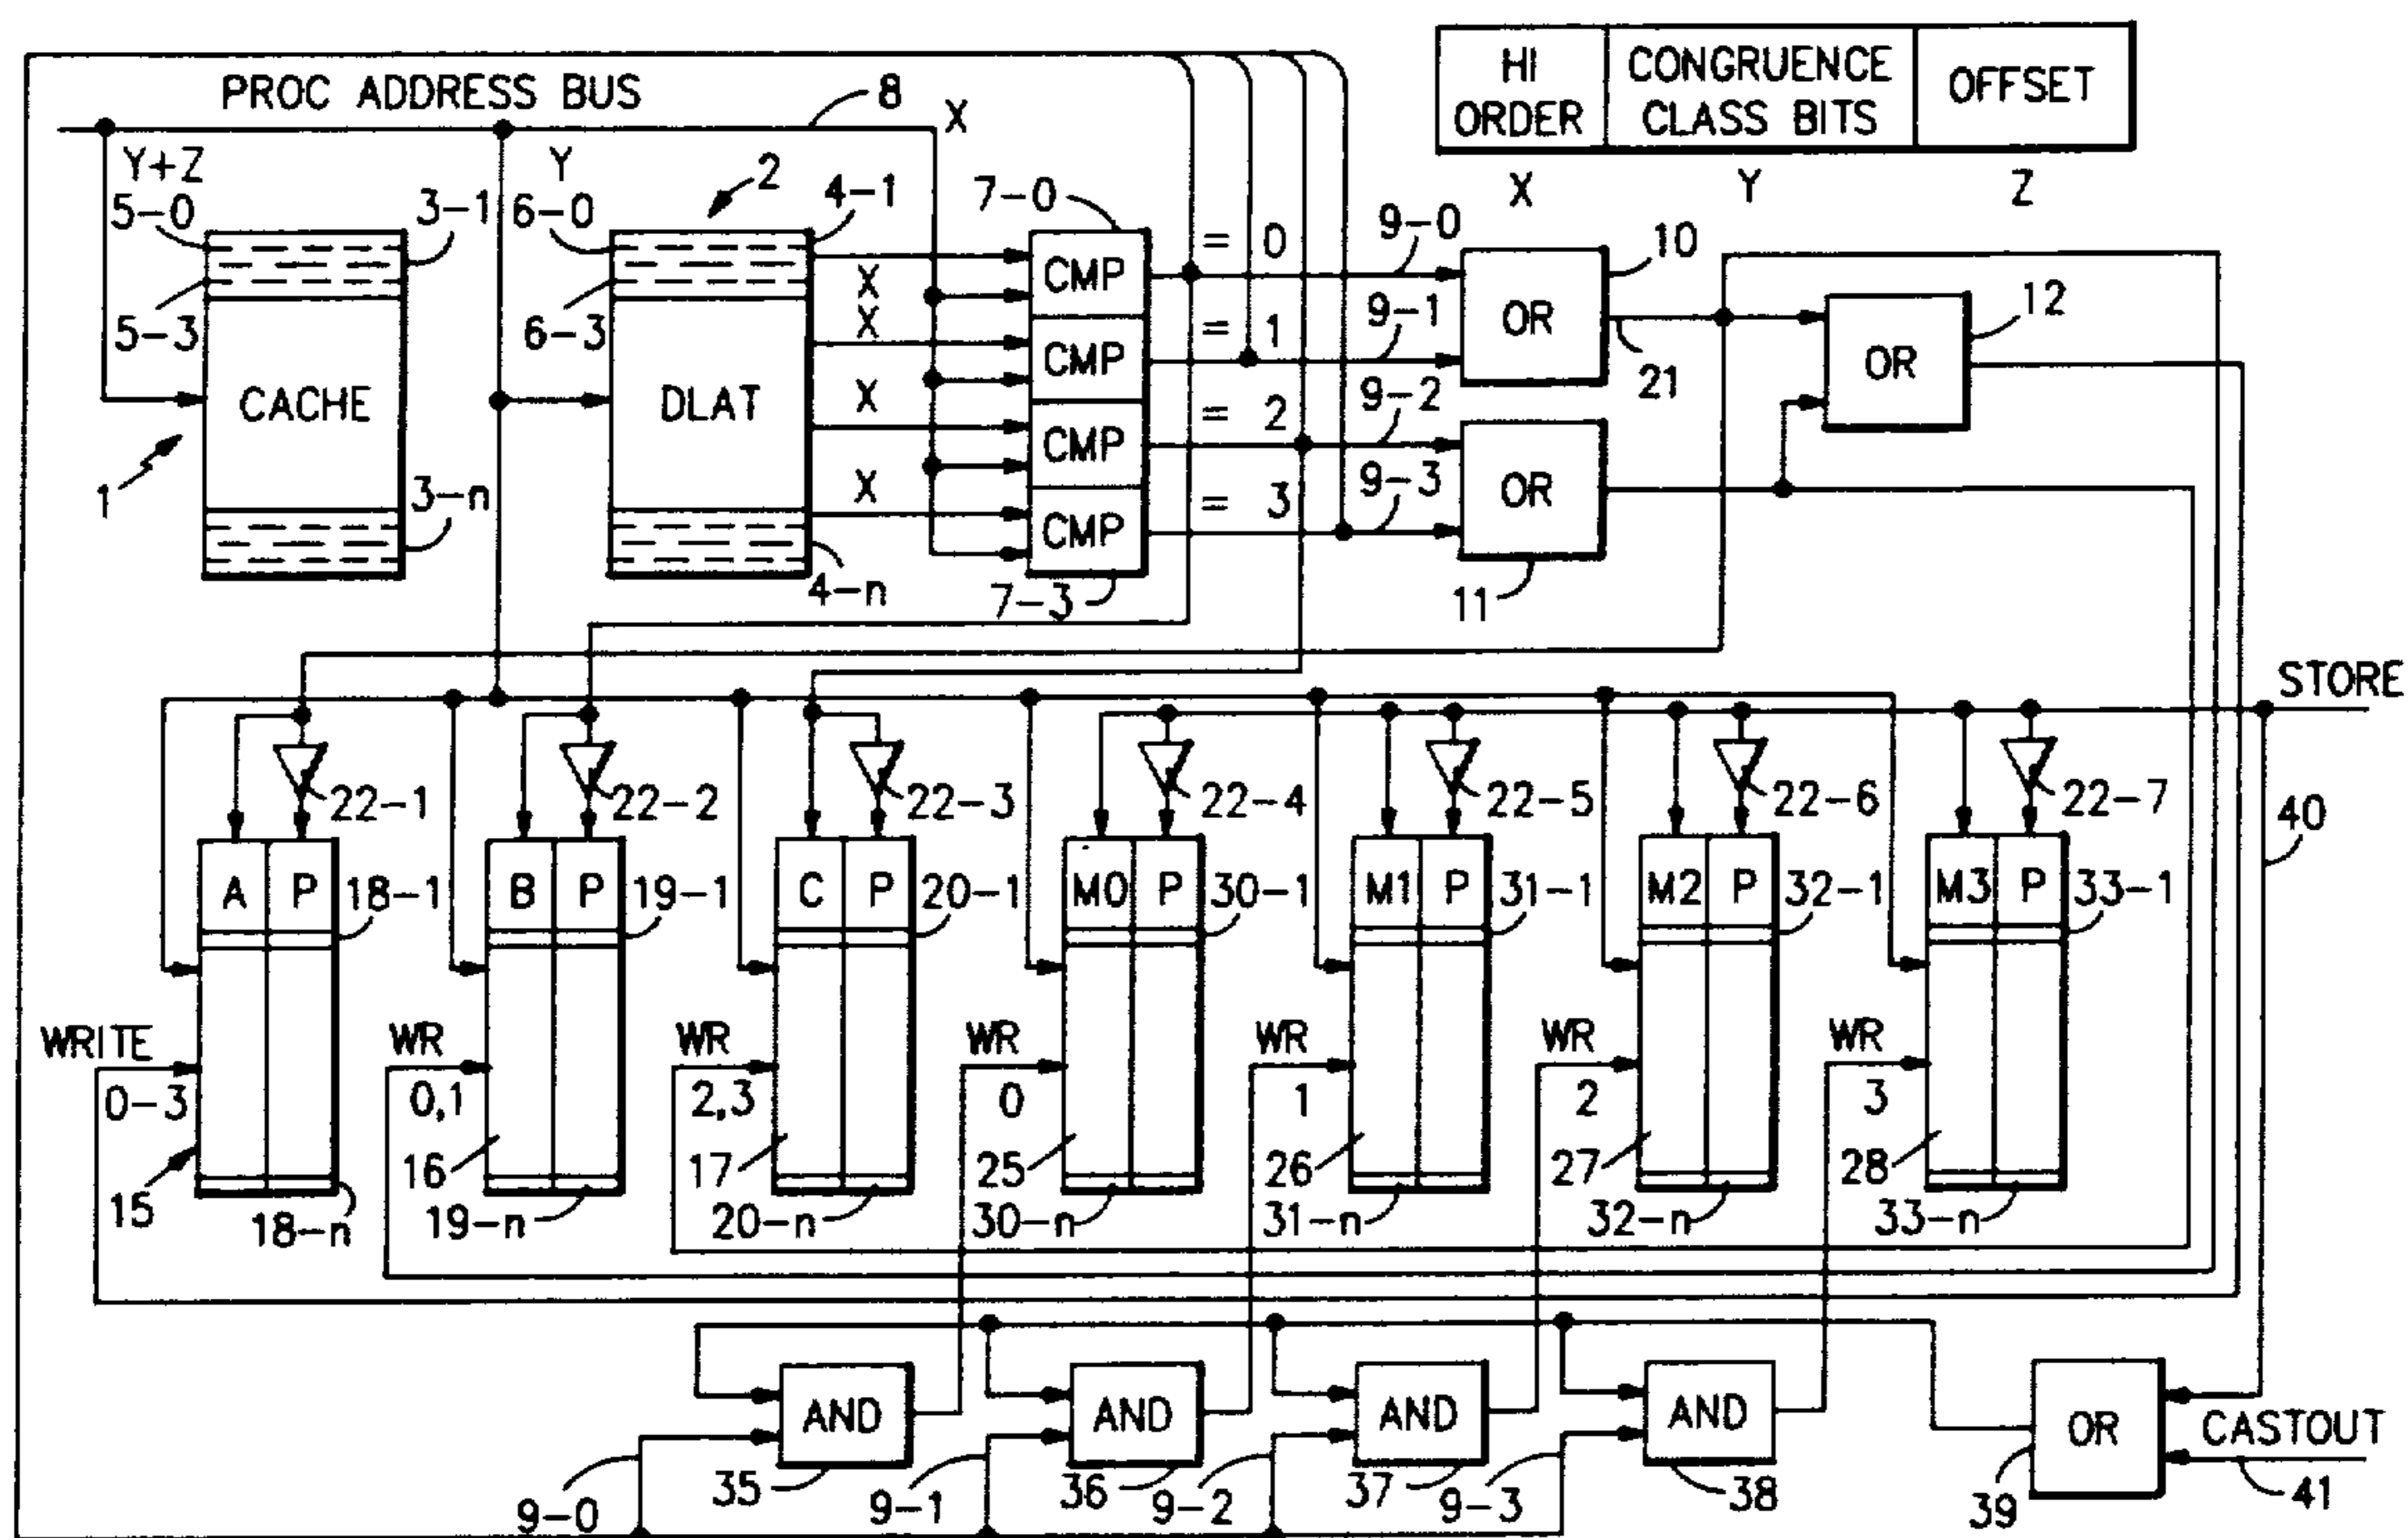 PROC ADDRESS BUS
8
X
HI ORDER
CONGRUENCE CLASS BITS
OFFSET
X
Y
Z
Y+Z
Y
2
5-0
3-1
6-0
4-1
7-0
= 0
9-0
10
5-3
6-3
X
X
X
X
CMP
CMP
CMP
CMP
= 1
9-1
= 2
9-2
= 3
9-3
OR
21
OR
12
CACHE
DLAT
OR
1
3-n
4-n
7-3
11
STORE
22-1
22-2
22-3
22-4
22-5
22-6
22-7
40
A P 18-1
B P 19-1
C P 20-1
M0 P 30-1
M1 P 31-1
M2 P 32-1
M3 P 33-1
WRITE
0-3
WR
0,1
WR
2,3
WR
0
WR
1
WR
2
WR
3
15
16
17
25
26
27
28
18-n
19-n
20-n
30-n
31-n
32-n
33-n
AND
AND
AND
AND
OR
CASTOUT
9-0
35
9-1
36
9-2
37
9-3
38
39
41